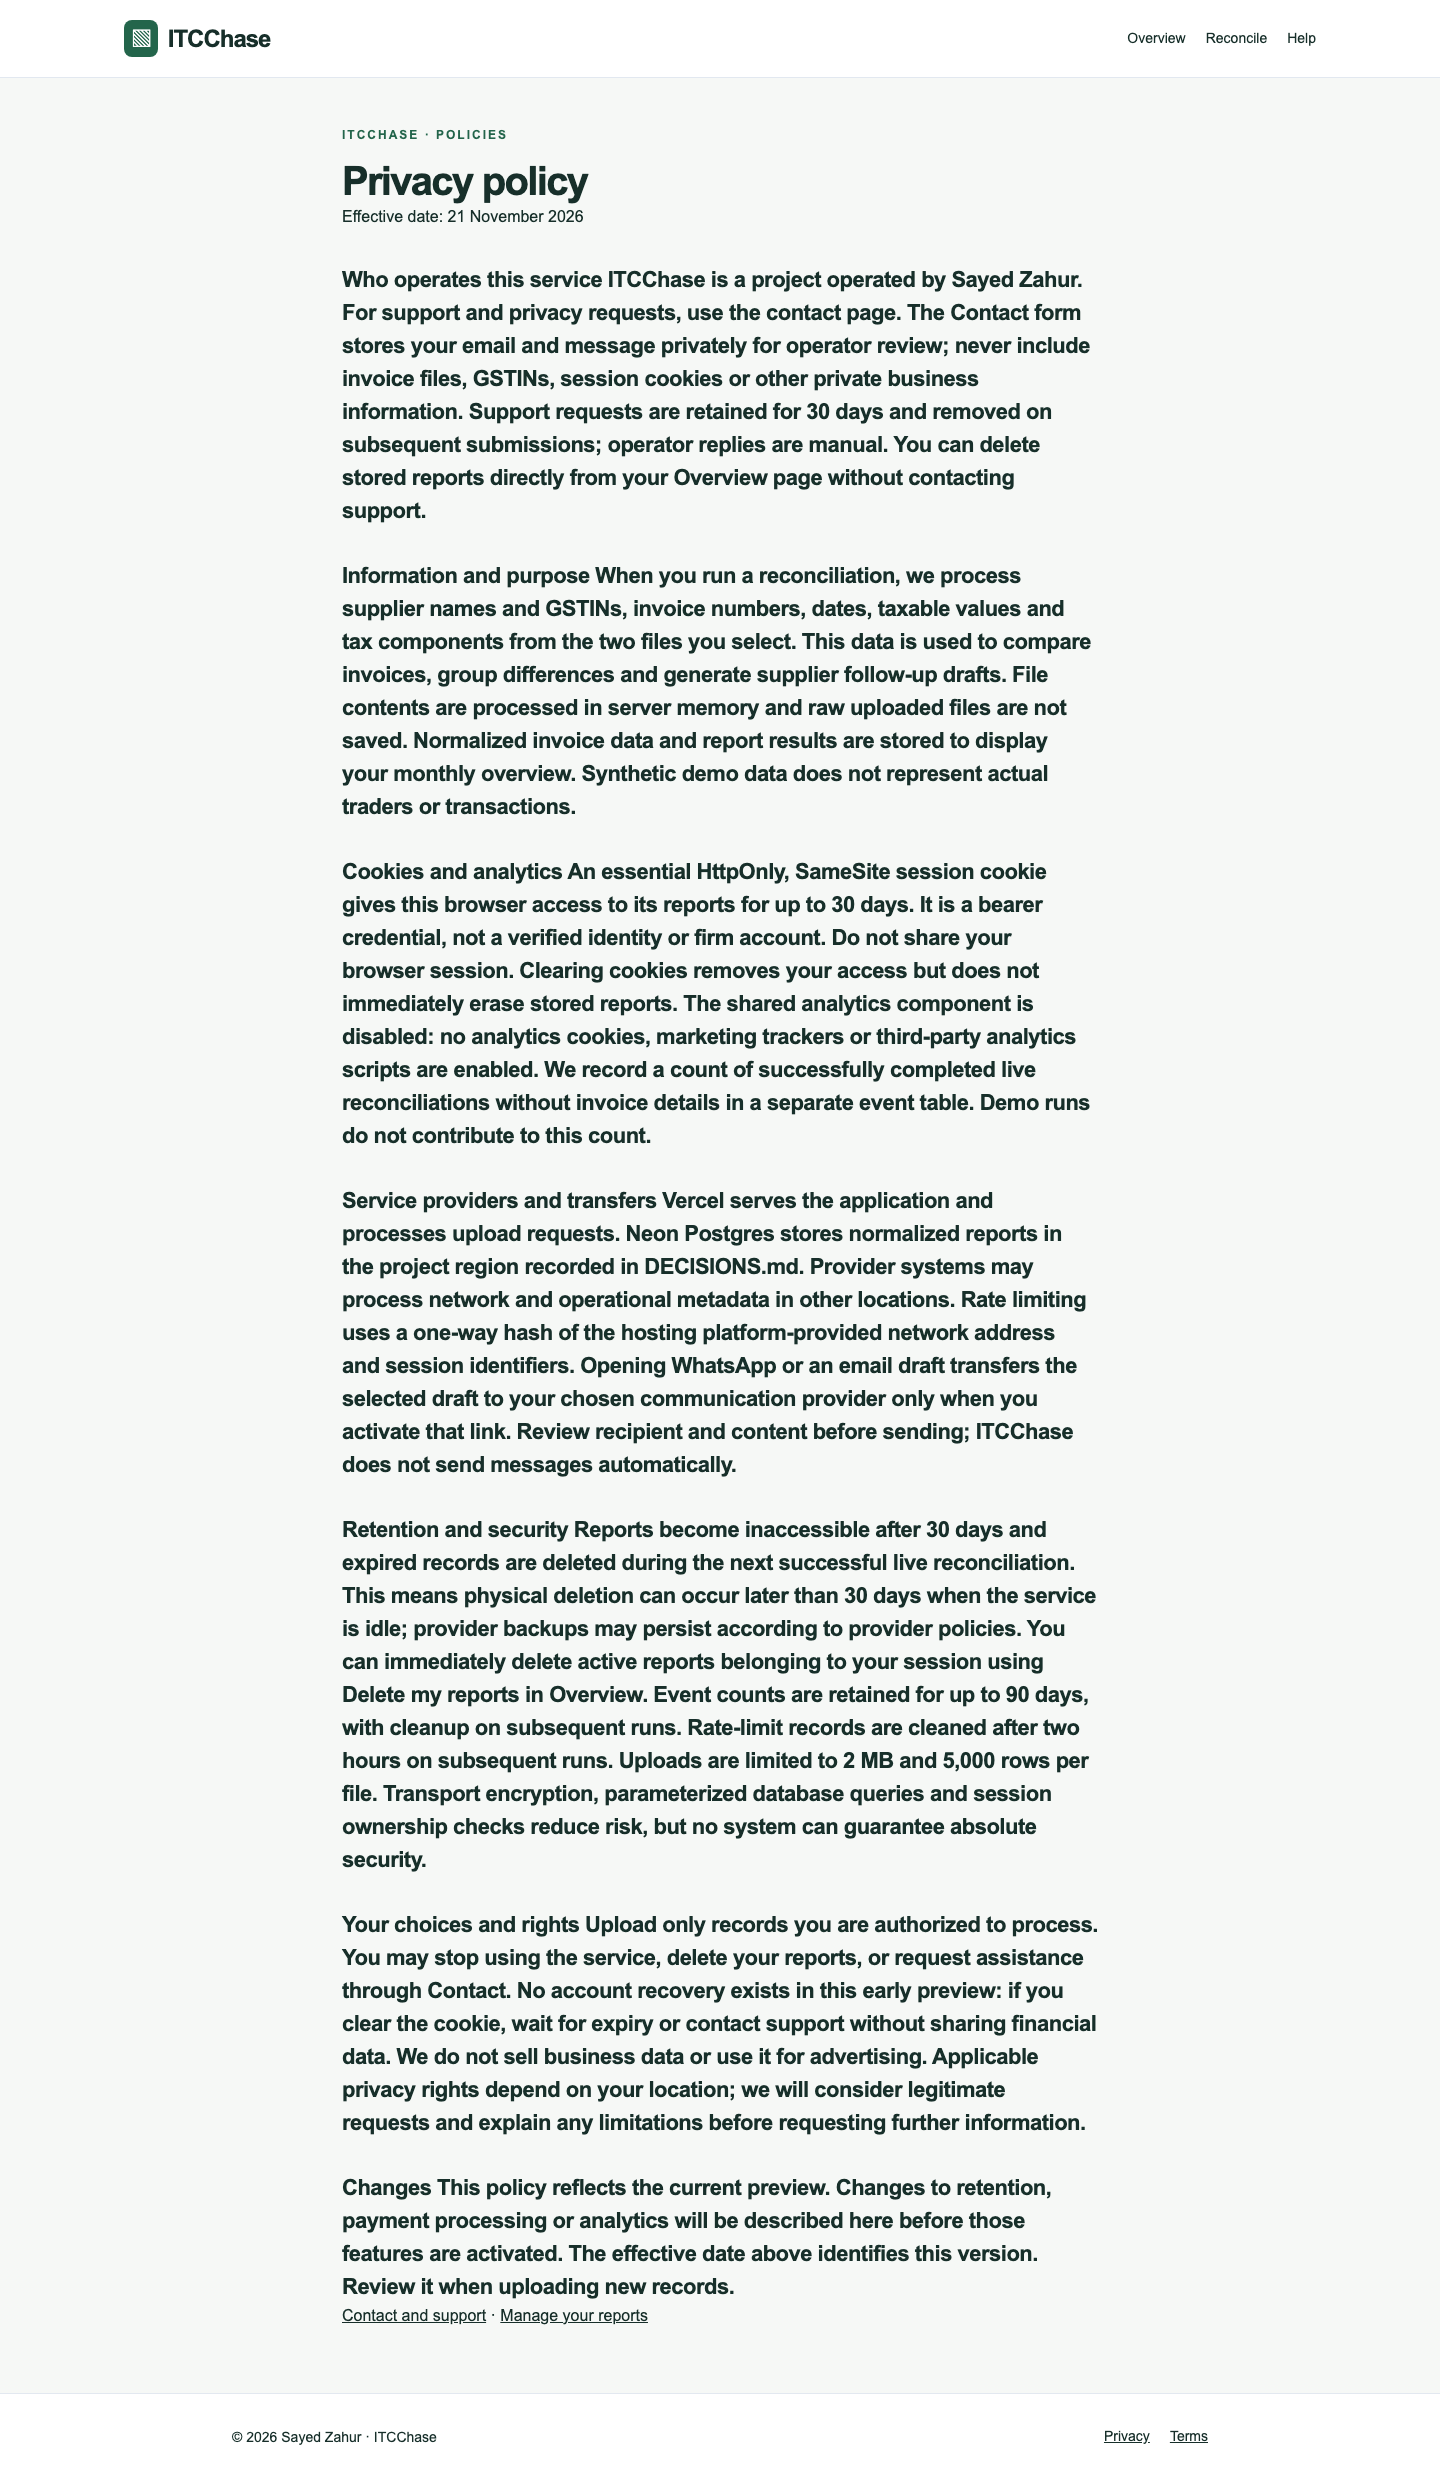 ITCChase
Overview Reconcile Help
ITCCHASE · POLICIES
Privacy policy
Effective date: 21 November 2026
Who operates this service ITCChase is a project operated by Sayed Zahur.
For support and privacy requests, use the contact page. The Contact form
stores your email and message privately for operator review; never include
invoice files, GSTINs, session cookies or other private business
information. Support requests are retained for 30 days and removed on
subsequent submissions; operator replies are manual. You can delete
stored reports directly from your Overview page without contacting
support.
Information and purpose When you run a reconciliation, we process
supplier names and GSTINs, invoice numbers, dates, taxable values and
tax components from the two files you select. This data is used to compare
invoices, group differences and generate supplier follow-up drafts. File
contents are processed in server memory and raw uploaded files are not
saved. Normalized invoice data and report results are stored to display
your monthly overview. Synthetic demo data does not represent actual
traders or transactions.
Cookies and analytics An essential HttpOnly, SameSite session cookie
gives this browser access to its reports for up to 30 days. It is a bearer
credential, not a verified identity or firm account. Do not share your
browser session. Clearing cookies removes your access but does not
immediately erase stored reports. The shared analytics component is
disabled: no analytics cookies, marketing trackers or third-party analytics
scripts are enabled. We record a count of successfully completed live
reconciliations without invoice details in a separate event table. Demo runs
do not contribute to this count.
Service providers and transfers Vercel serves the application and
processes upload requests. Neon Postgres stores normalized reports in
the project region recorded in DECISIONS.md. Provider systems may
process network and operational metadata in other locations. Rate limiting
uses a one-way hash of the hosting platform-provided network address
and session identifiers. Opening WhatsApp or an email draft transfers the
selected draft to your chosen communication provider only when you
activate that link. Review recipient and content before sending; ITCChase
does not send messages automatically.
Retention and security Reports become inaccessible after 30 days and
expired records are deleted during the next successful live reconciliation.
This means physical deletion can occur later than 30 days when the service
is idle; provider backups may persist according to provider policies. You
can immediately delete active reports belonging to your session using
Delete my reports in Overview. Event counts are retained for up to 90 days,
with cleanup on subsequent runs. Rate-limit records are cleaned after two
hours on subsequent runs. Uploads are limited to 2 MB and 5,000 rows per
file. Transport encryption, parameterized database queries and session
ownership checks reduce risk, but no system can guarantee absolute
security.
Your choices and rights Upload only records you are authorized to process.
You may stop using the service, delete your reports, or request assistance
through Contact. No account recovery exists in this early preview: if you
clear the cookie, wait for expiry or contact support without sharing financial
data. We do not sell business data or use it for advertising. Applicable
privacy rights depend on your location; we will consider legitimate
requests and explain any limitations before requesting further information.
Changes This policy reflects the current preview. Changes to retention,
payment processing or analytics will be described here before those
features are activated. The effective date above identifies this version.
Review it when uploading new records.
Contact and support · Manage your reports
© 2026 Sayed Zahur · ITCChase
Privacy Terms